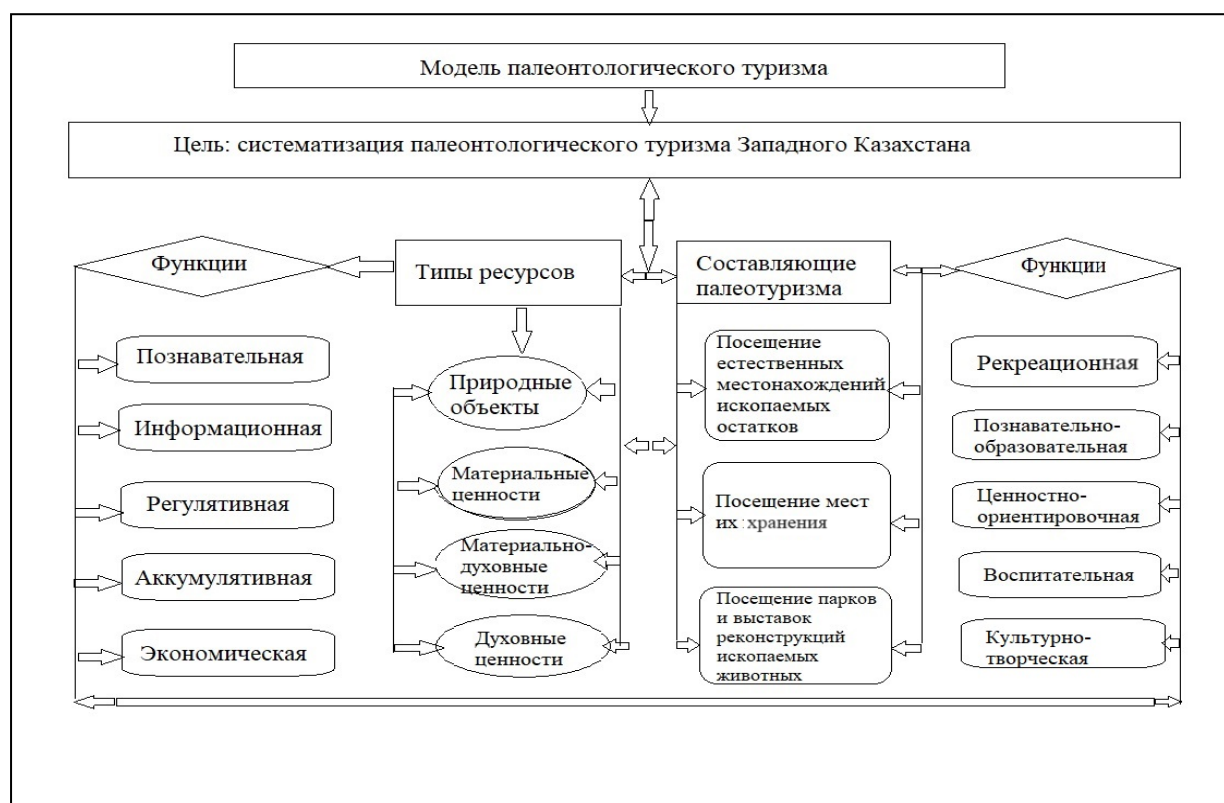 Модель палеонтологического туризма
Цель: систематизация палеонтологического туризма Западного Казахстана
Функции
Типы ресурсов
Составляющие
палеотуризма
Функции
Познавательная
Информационная
Регулятивная
Аккумулятивная
Экономическая
Природные
объекты
Материальные
ценности
Материально-
духовные
ценности
Духовные
ценности
Посещение
естественных
местонахождений
ископаемых
остатков
Посещение мест
их хранения
Посещение парков
и выставок
реконструкций
ископаемых
животных
Рекреационная
Познавательно-
образовательная
Ценностно-
ориентировочная
Воспитательная
Культурно-
творческая